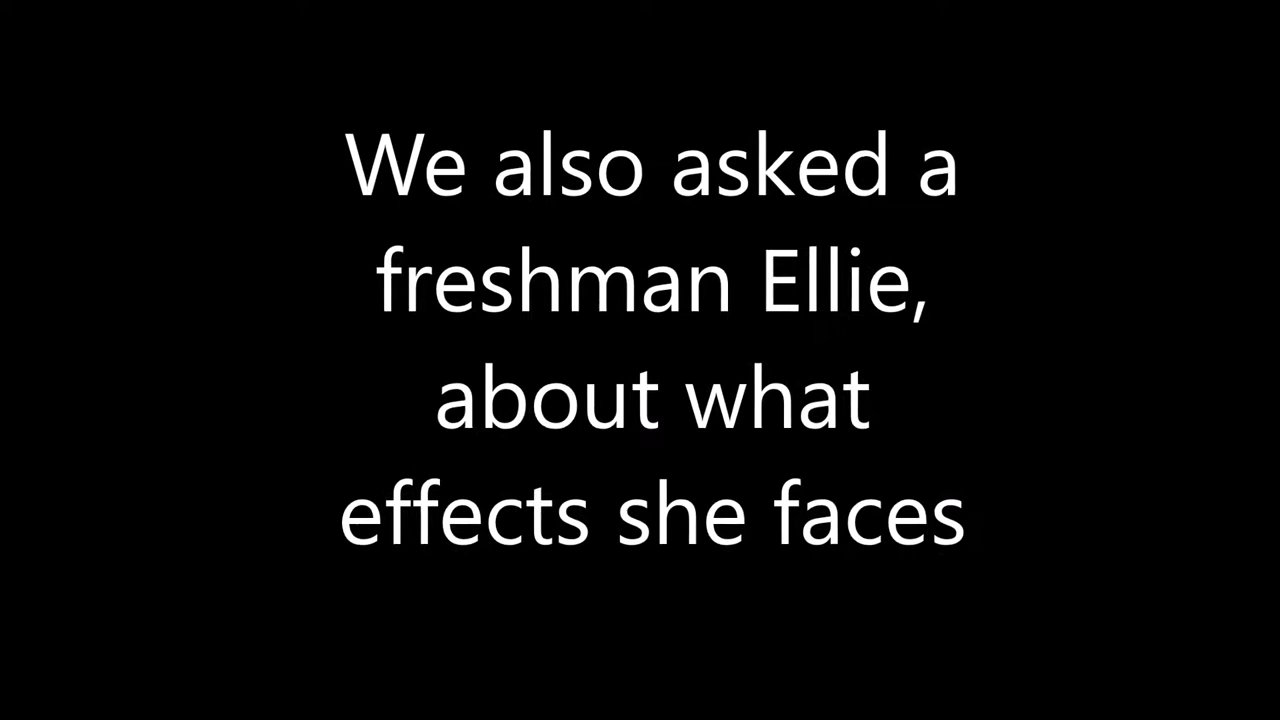 We also asked a
freshman Ellie,
about what
effects she faces